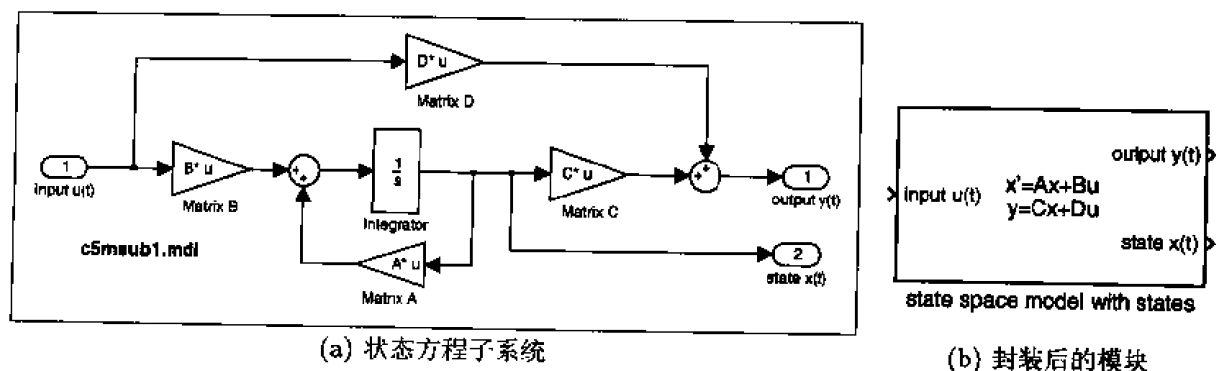 D* u
Matrix D
1
input u(t)
B* u
Matrix B
++
1
s
Integrator
C* u
Matrix C
++
1
output y(t)
c5msub1.mdl
A* u
Matrix A
2
state x(t)
(a) 状态方程子系统
input u(t)
x'=Ax+Bu
y=Cx+Du
output y(t)
state x(t)
state space model with states
(b) 封装后的模块